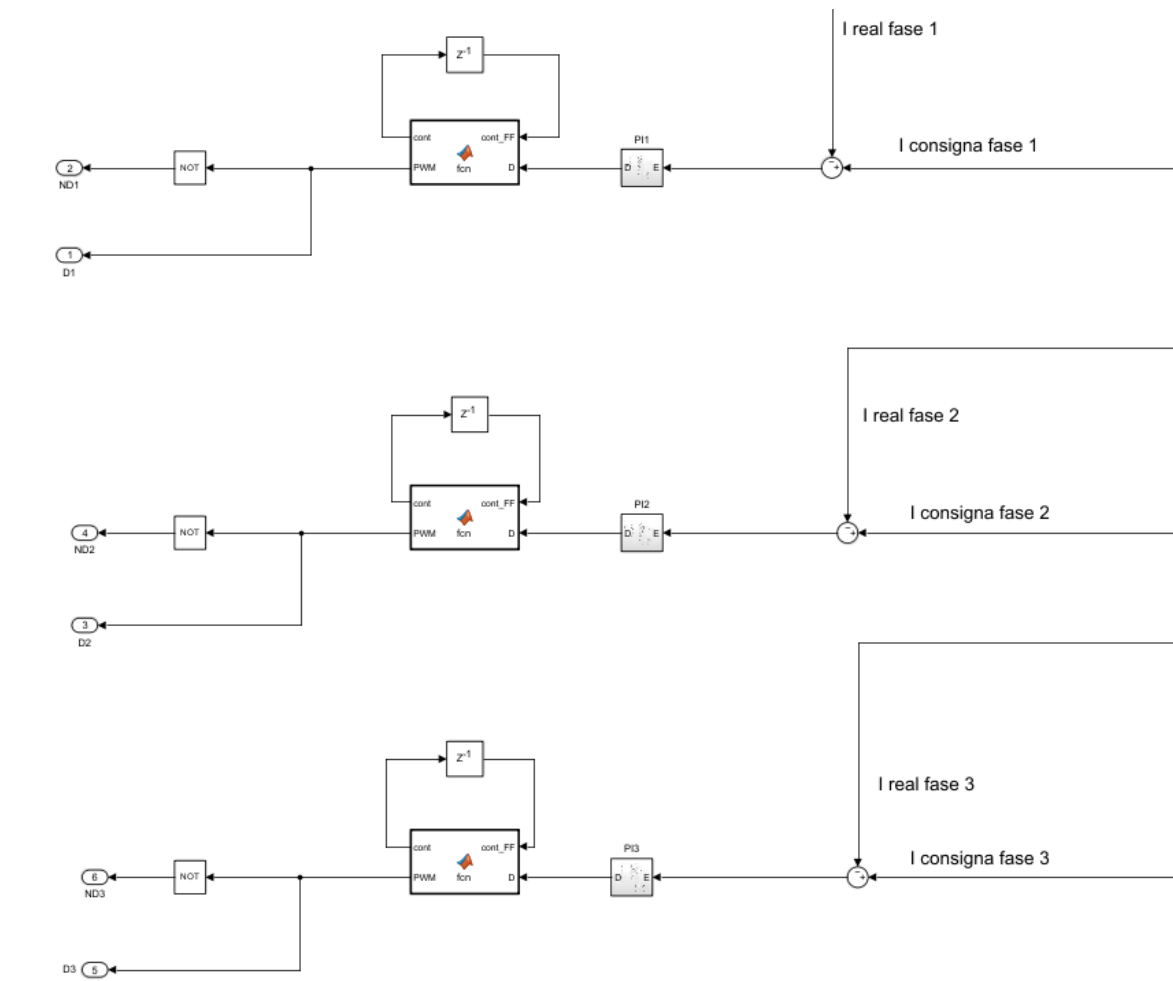 I real fase 1
z-1
cont
cont_FF
PI1
I consigna fase 1
2
NOT
PWM
fcn
D
D
E
-
+
ND1
1
D1
I real fase 2
z-1
cont
cont_FF
PI2
I consigna fase 2
4
NOT
PWM
fcn
D
D
E
-
+
ND2
3
D2
I real fase 3
z-1
cont
cont_FF
PI3
I consigna fase 3
6
NOT
PWM
fcn
D
D
E
-
+
ND3
D3
5